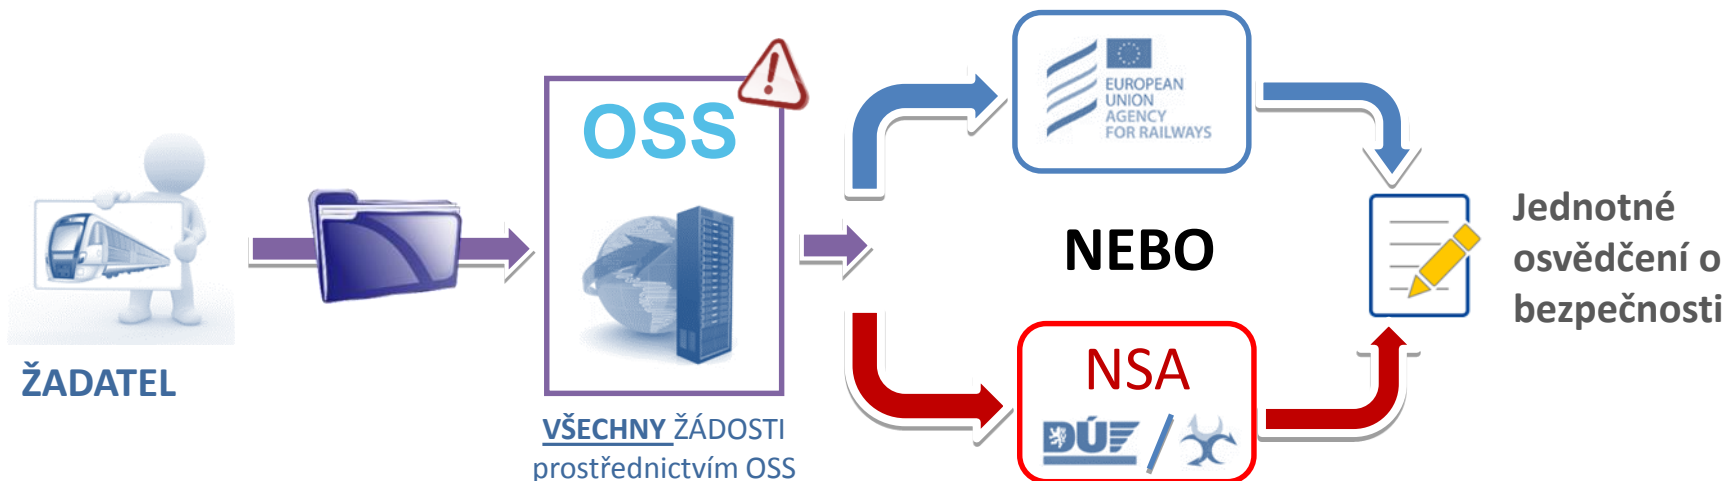 ŽADATEL
OSS
VŠECHNY ŽÁDOSTI
prostřednictvím OSS
EUROPEAN
UNION
AGENCY
FOR RAILWAYS
NEBO
NSA
DÚ
Jednotné
osvědčení o
bezpečnosti